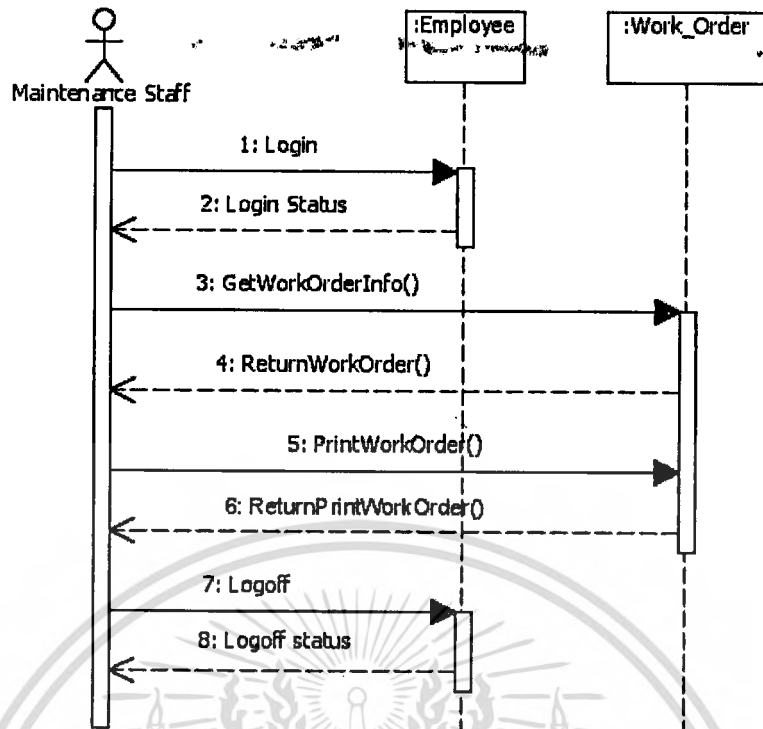 :Employee
:Work_Order
Maintenance Staff
1: Login
2: Login Status
3: GetWorkOrderInfo()
4: ReturnWorkOrder()
5: PrintWorkOrder()
6: ReturnPrintWorkOrder()
7: Logoff
8: Logoff status